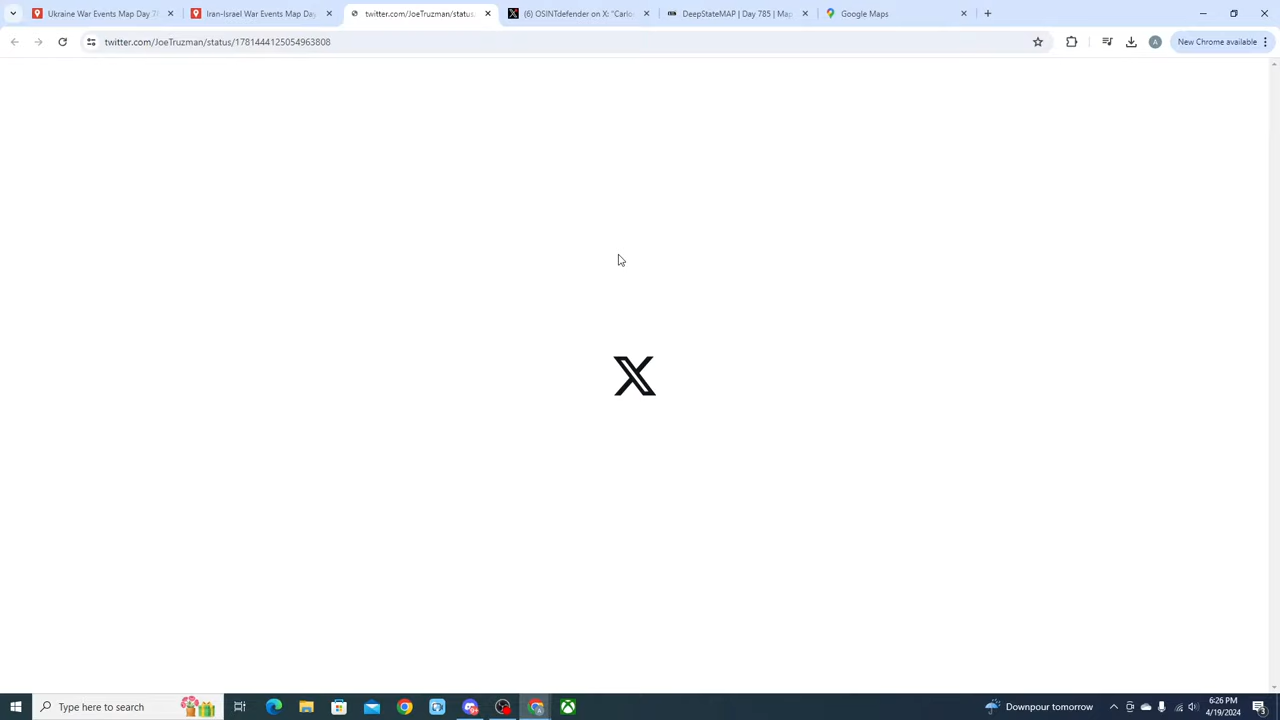 Ukraine War Events Map Day 78
Iran-Israel War Events Map Day
twitter.com/JoeTruzman/status
(6) OSINTdefender on X: "Carlo
DeepStateMAP | Day 785 | Map
Google Maps
twitter.com/JoeTruzman/status/1781444125054963808
A
New Chrome available
X
Type here to search
Downpour tomorrow
6:26 PM
4/19/2024